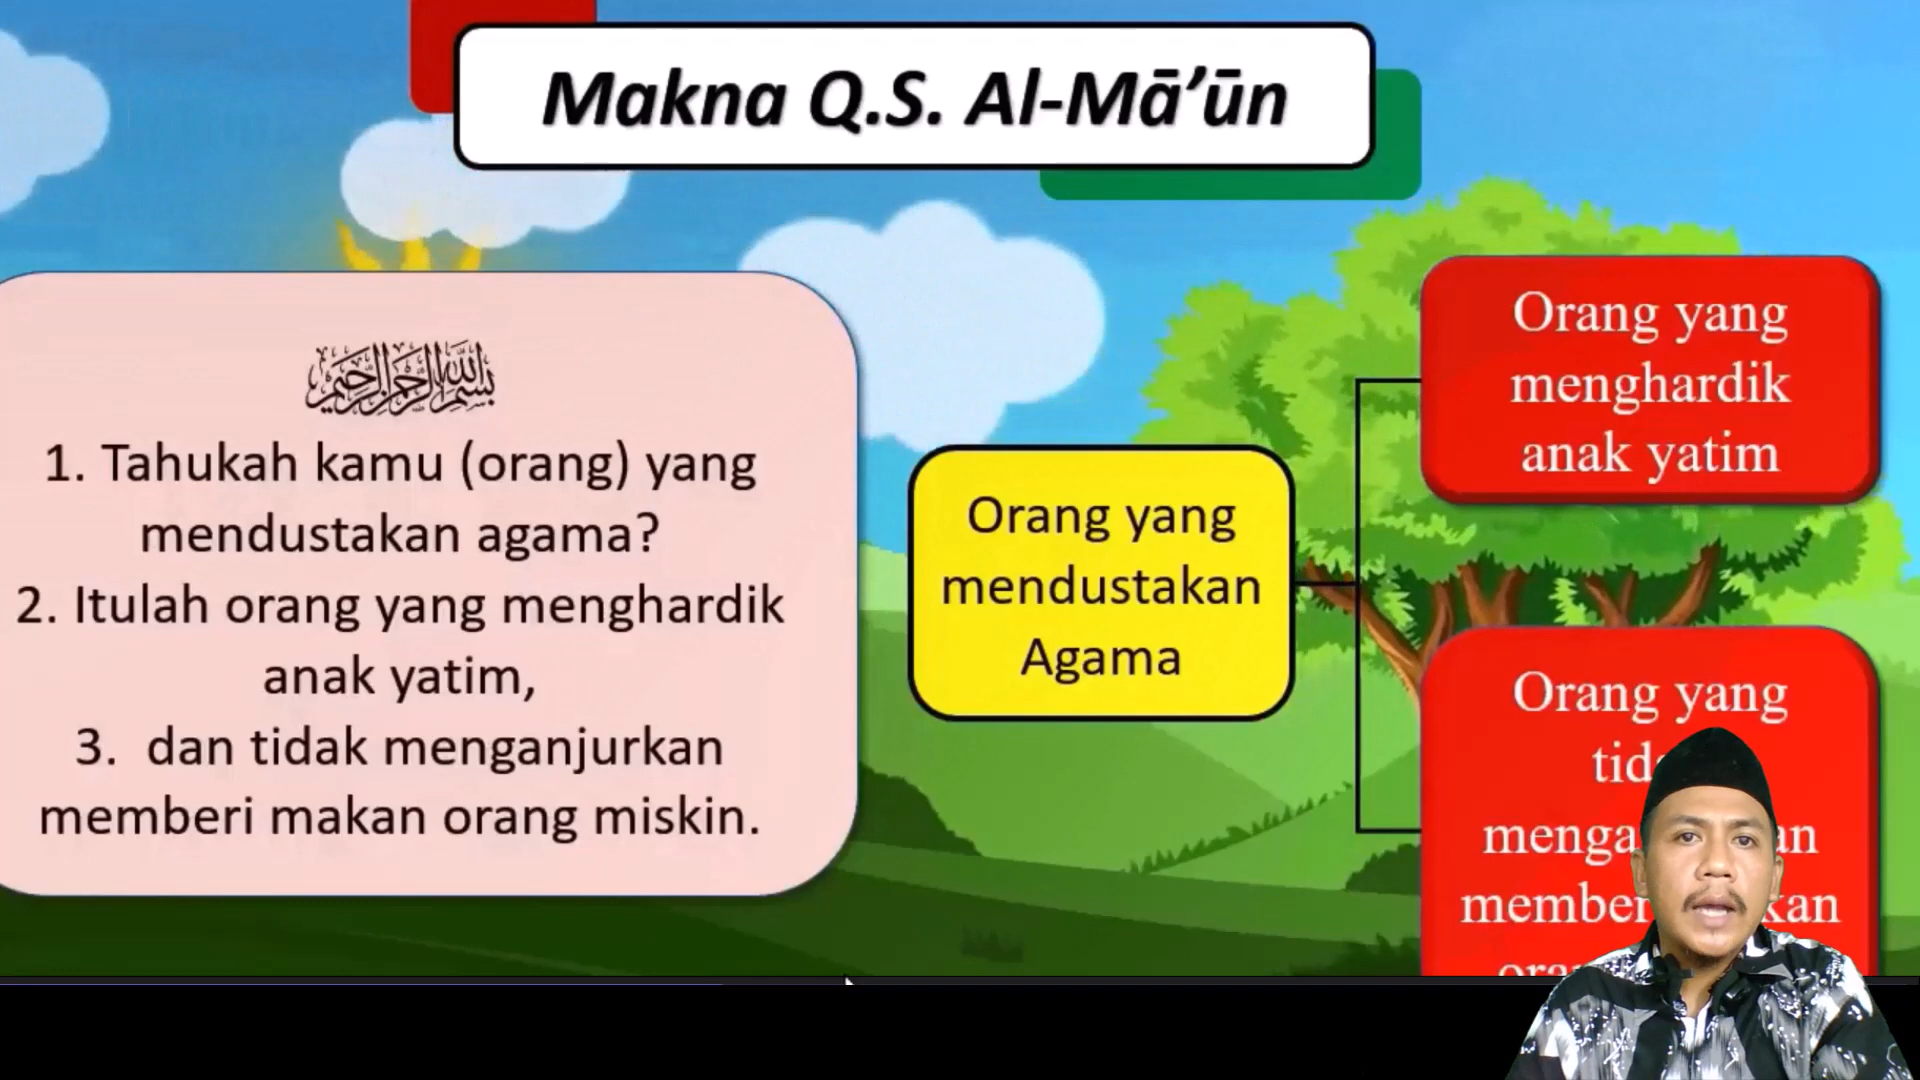 Makna Q.S. Al-Mā’ūn
بسم الله الرحمن الرحيم
1. Tahukah kamu (orang) yang
mendustakan agama?
2. Itulah orang yang menghardik
anak yatim,
3. dan tidak menganjurkan
memberi makan orang miskin.
Orang yang
mendustakan
Agama
Orang yang
menghardik
anak yatim
Orang yang